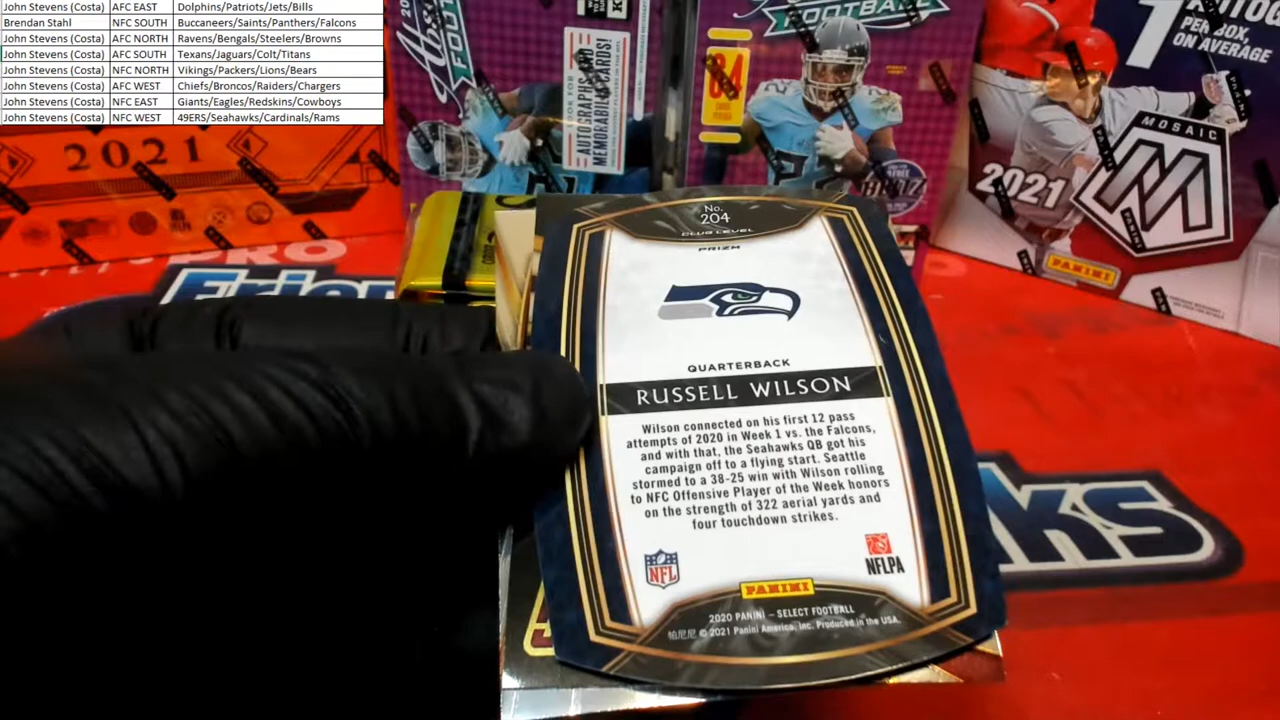 John Stevens (Costa) AFC EAST Dolphins/Patriots/Jets/Bills
Brendan Stahl NFC SOUTH Buccaneers/Saints/Panthers/Falcons
John Stevens (Costa) AFC NORTH Ravens/Bengals/Steelers/Browns
John Stevens (Costa) AFC SOUTH Texans/Jaguars/Colt/Titans
John Stevens (Costa) NFC NORTH Vikings/Packers/Lions/Bears
John Stevens (Costa) AFC WEST Chiefs/Broncos/Raiders/Chargers
John Stevens (Costa) NFC EAST Giants/Eagles/Redskins/Cowboys
John Stevens (Costa) NFC WEST 49ERS/Seahawks/Cardinals/Rams
2021
LOOK FOR
AUTOGRAPHS AND
MEMORABILIA CARDS!
FOOTBALL
84
BLITZ
1 AUTOG
PER BOX,
ON AVERAGE
2021
MOSAIC
PANINI
PANINI
No.
204
CLUB LEVEL
PRIZM
QUARTERBACK
RUSSELL WILSON
Wilson connected on his first 12 pass
attempts of 2020 in Week 1 vs. the Falcons,
and with that, the Seahawks QB got his
campaign off to a flying start. Seattle
stormed to a 38-25 win with Wilson rolling
to NFC Offensive Player of the Week honors
on the strength of 322 aerial yards and
four touchdown strikes.
NFL
NFLPA
PANINI
2020 PANINI – SELECT FOOTBALL
帕尼尼 © 2021 Panini America, Inc. Produced in the USA.